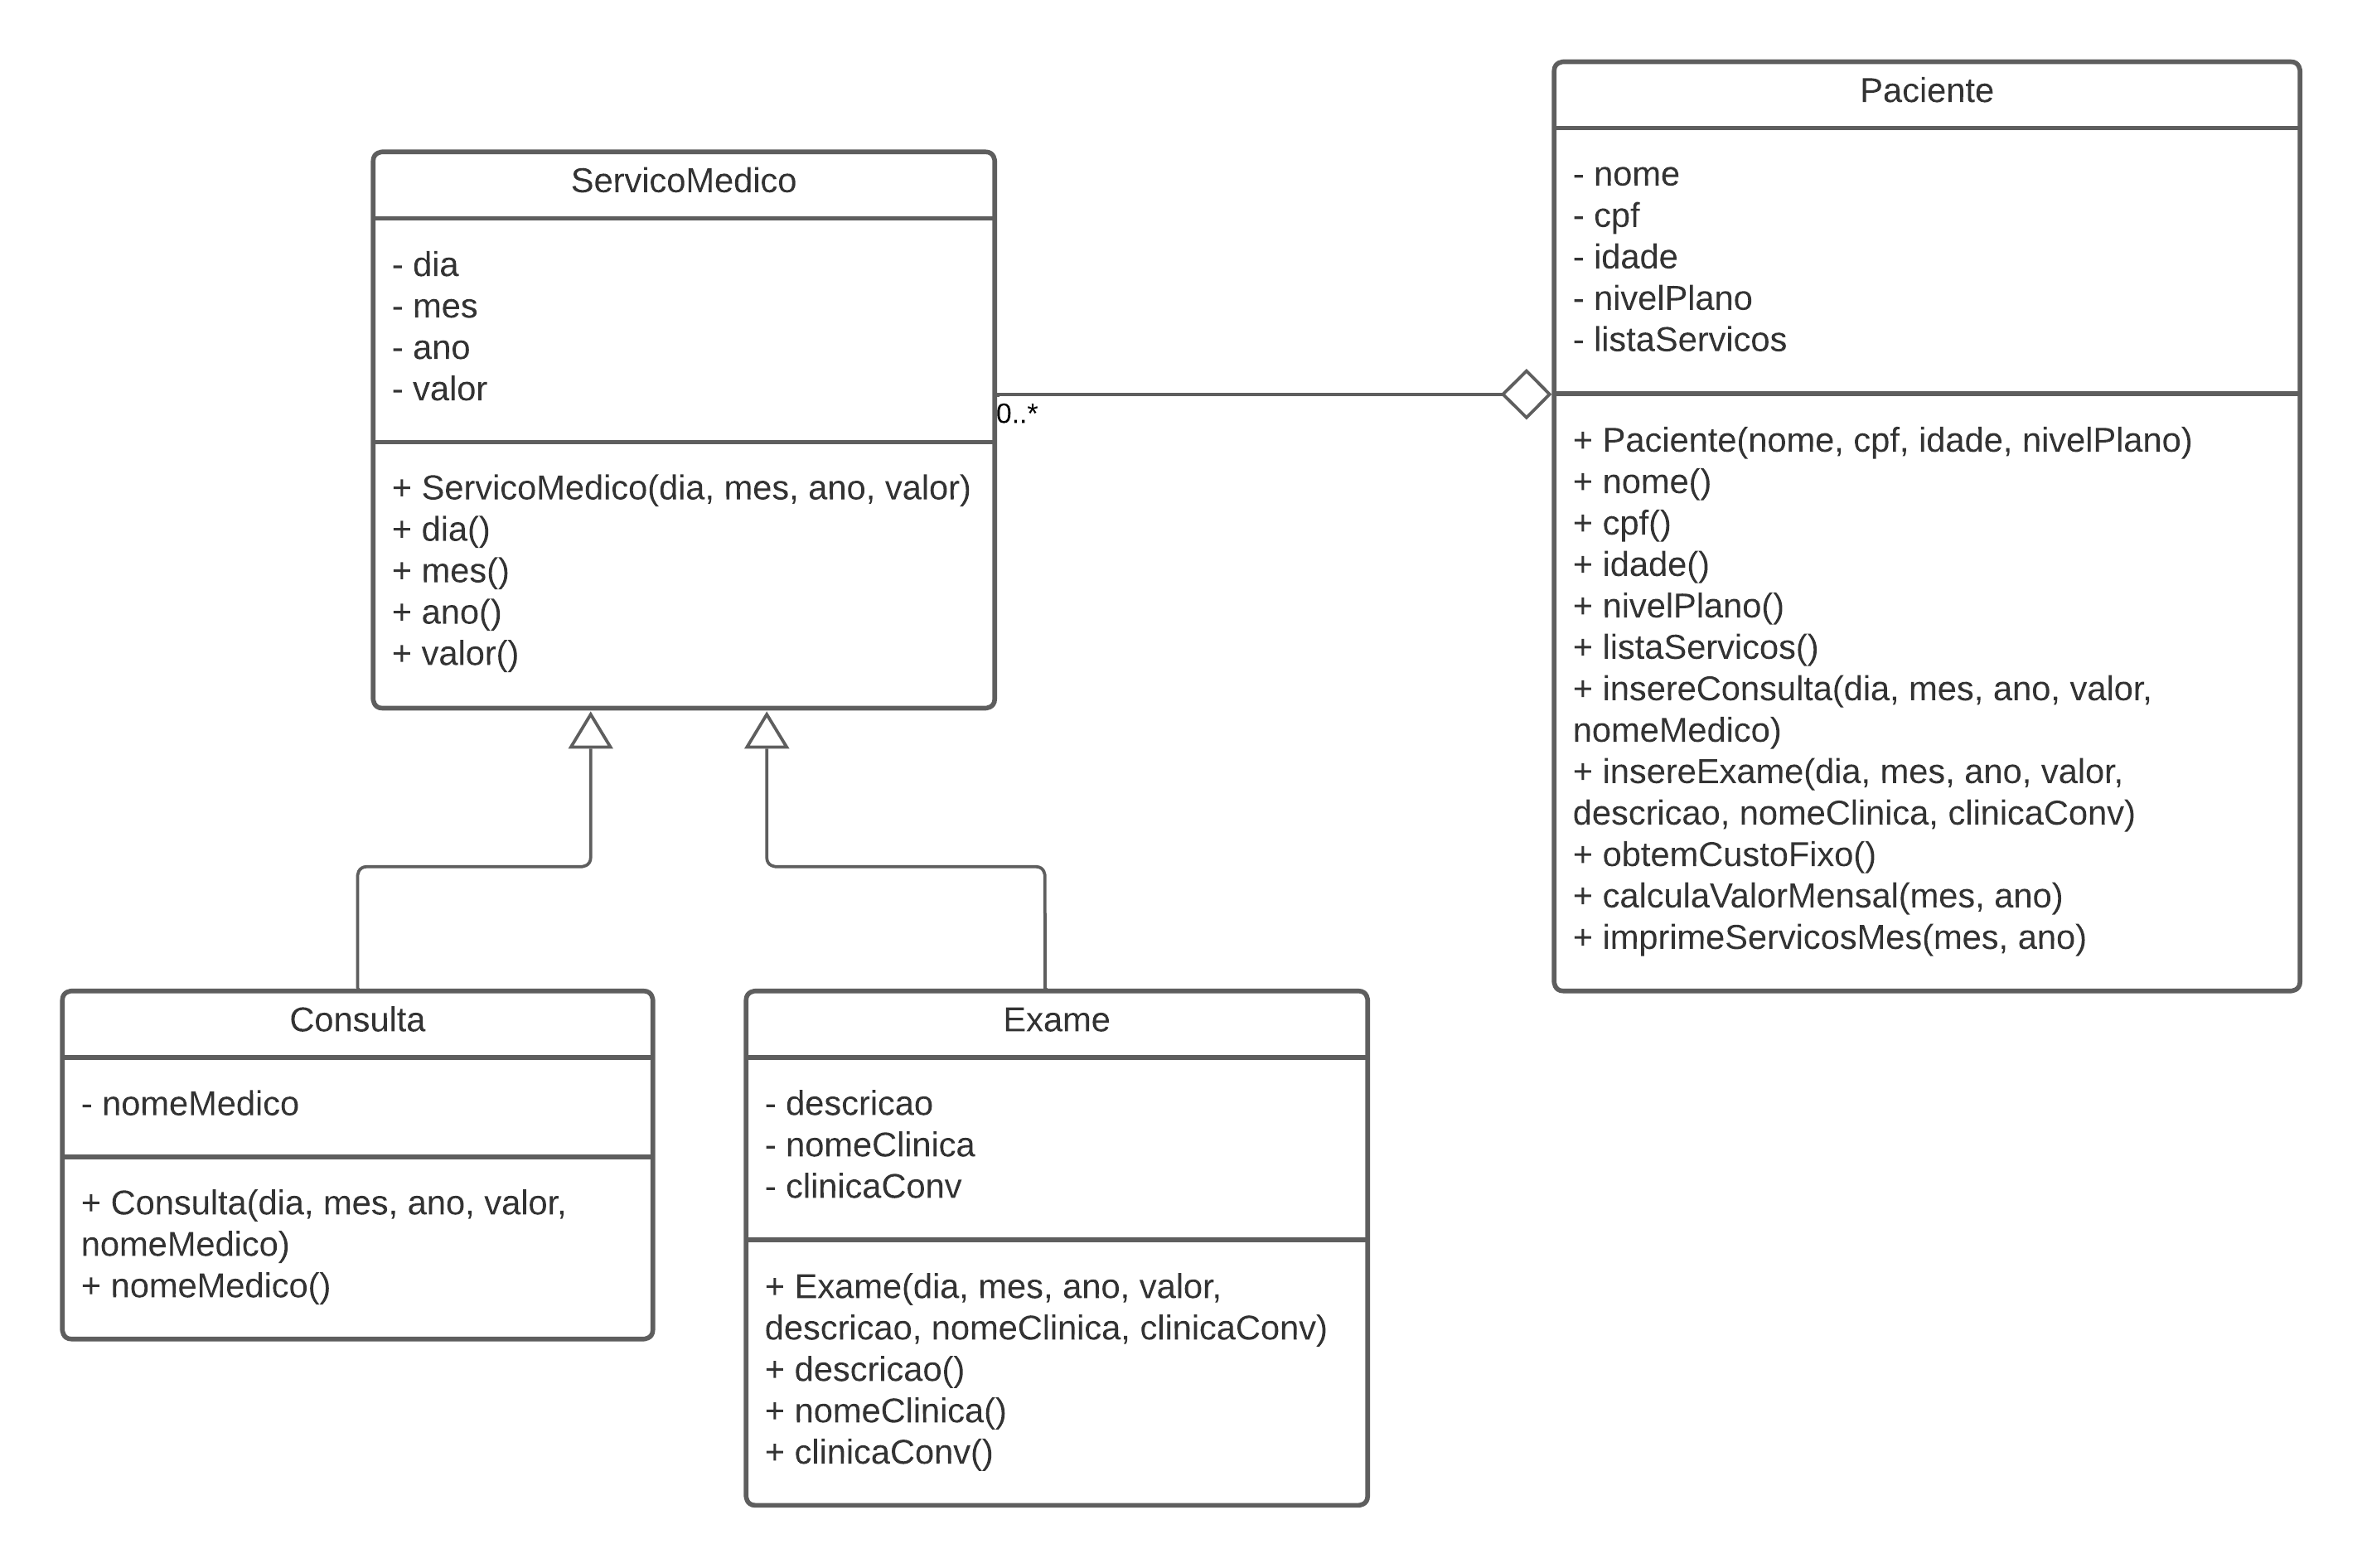 ServicoMedico
- dia
- mes
- ano
- valor
+ ServicoMedico(dia, mes, ano, valor)
+ dia()
+ mes()
+ ano()
+ valor()
0..*
Paciente
- nome
- cpf
- idade
- nivelPlano
- listaServicos
+ Paciente(nome, cpf, idade, nivelPlano)
+ nome()
+ cpf()
+ idade()
+ nivelPlano()
+ listaServicos()
+ insereConsulta(dia, mes, ano, valor,
nomeMedico)
+ insereExame(dia, mes, ano, valor,
descricao, nomeClinica, clinicaConv)
+ obtemCustoFixo()
+ calculaValorMensal(mes, ano)
+ imprimeServicosMes(mes, ano)
Consulta
- nomeMedico
+ Consulta(dia, mes, ano, valor,
nomeMedico)
+ nomeMedico()
Exame
- descricao
- nomeClinica
- clinicaConv
+ Exame(dia, mes, ano, valor,
descricao, nomeClinica, clinicaConv)
+ descricao()
+ nomeClinica()
+ clinicaConv()